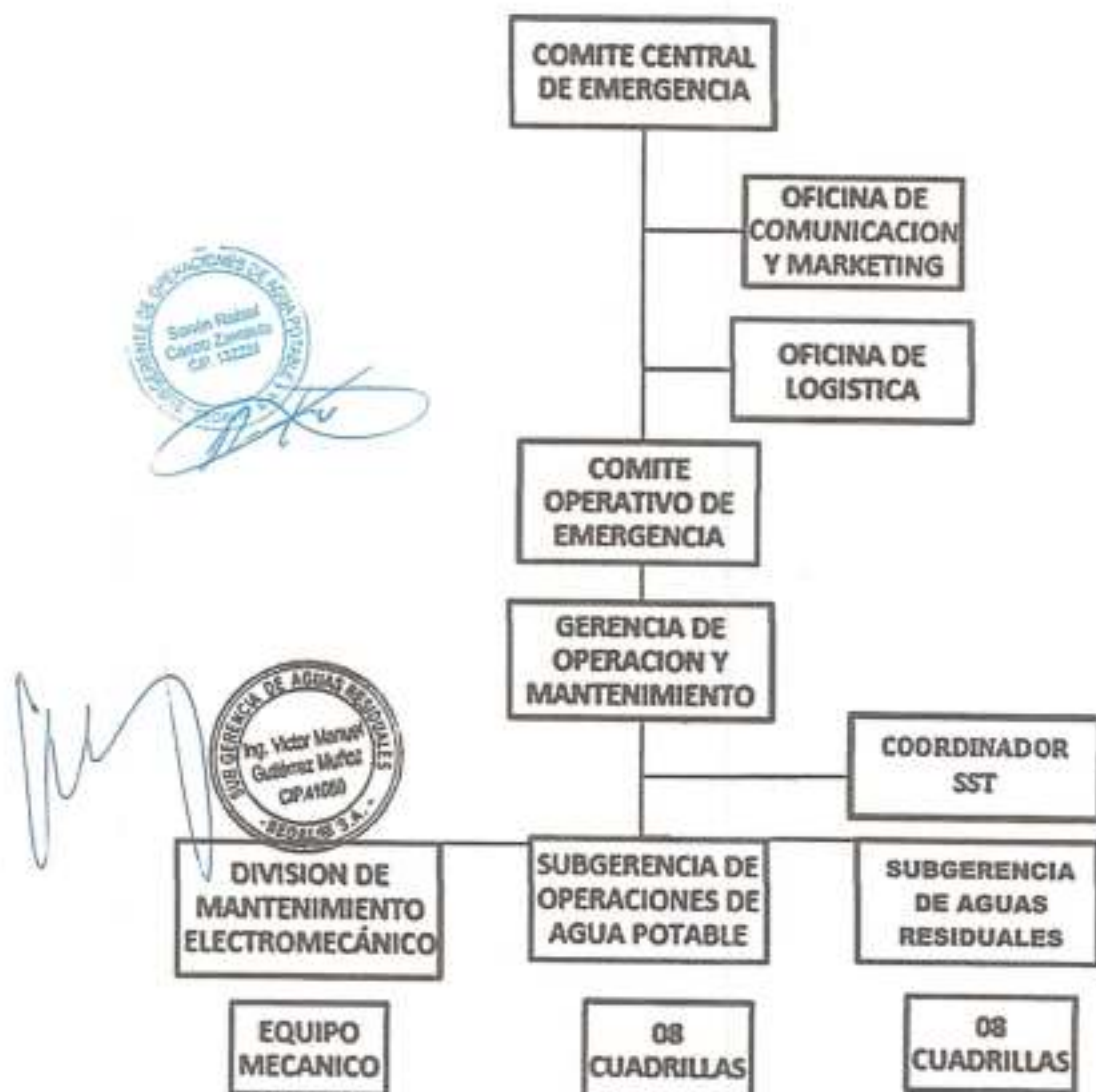 COMITE CENTRAL
DE EMERGENCIA
OFICINA DE
COMUNICACION
Y MARKETING
OFICINA DE
LOGISTICA
COMITE
OPERATIVO DE
EMERGENCIA
GERENCIA DE
OPERACION Y
MANTENIMIENTO
COORDINADOR
SST
SUB GERENCIA DE AGUAS RESIDUALES
Ing. Victor Manuel
Gutiérrez Muñoz
CIP.41050
DIVISION DE
MANTENIMIENTO
ELECTROMECÁNICO
SUBGERENCIA DE
OPERACIONES DE
AGUA POTABLE
SUBGERENCIA
DE AGUAS
RESIDUALES
EQUIPO
MECANICO
08
CUADRILLAS
08
CUADRILLAS